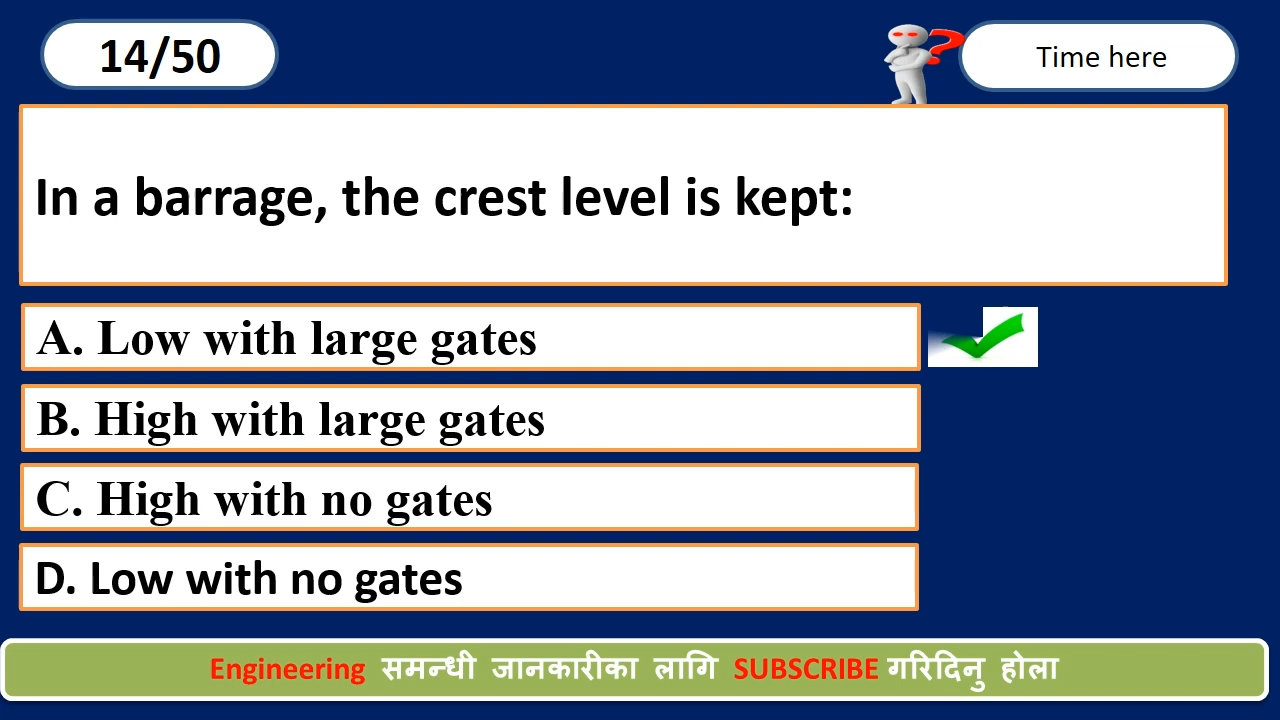 14/50
Time here
In a barrage, the crest level is kept:
A. Low with large gates
B. High with large gates
C. High with no gates
D. Low with no gates
Engineering समन्धी जानकारीका लागि SUBSCRIBE गरिदिनु होला